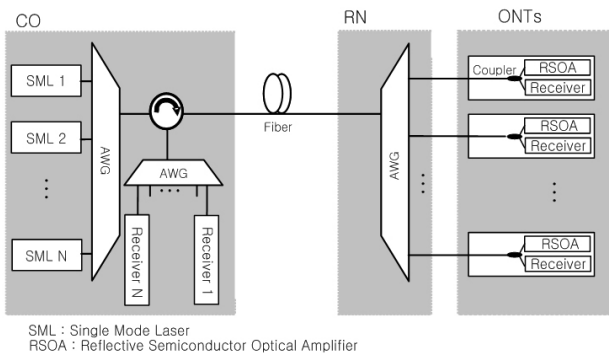 CO
RN
ONTs
SML 1
SML 2
...
SML N
AWG
AWG
...
Receiver N
Receiver 1
Fiber
AWG
...
Coupler
RSOA
Receiver
RSOA
Receiver
...
RSOA
Receiver
SML : Single Mode Laser
RSOA : Reflective Semiconductor Optical Amplifier